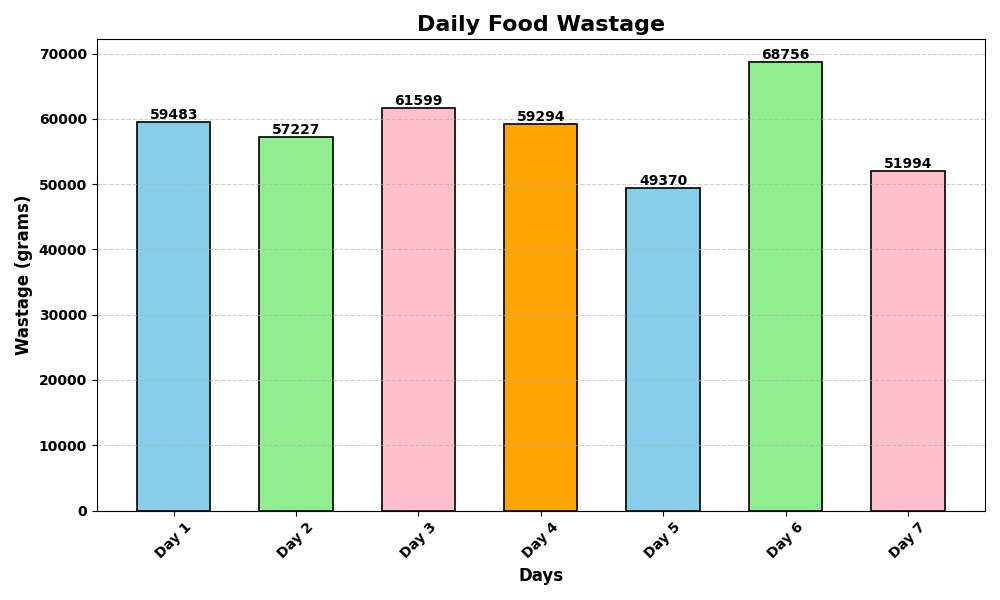 Daily Food Wastage
Wastage (grams)
70000
60000
50000
40000
30000
20000
10000
0
59483
57227
61599
59294
49370
68756
51994
Day 1
Day 2
Day 3
Day 4
Day 5
Day 6
Day 7
Days